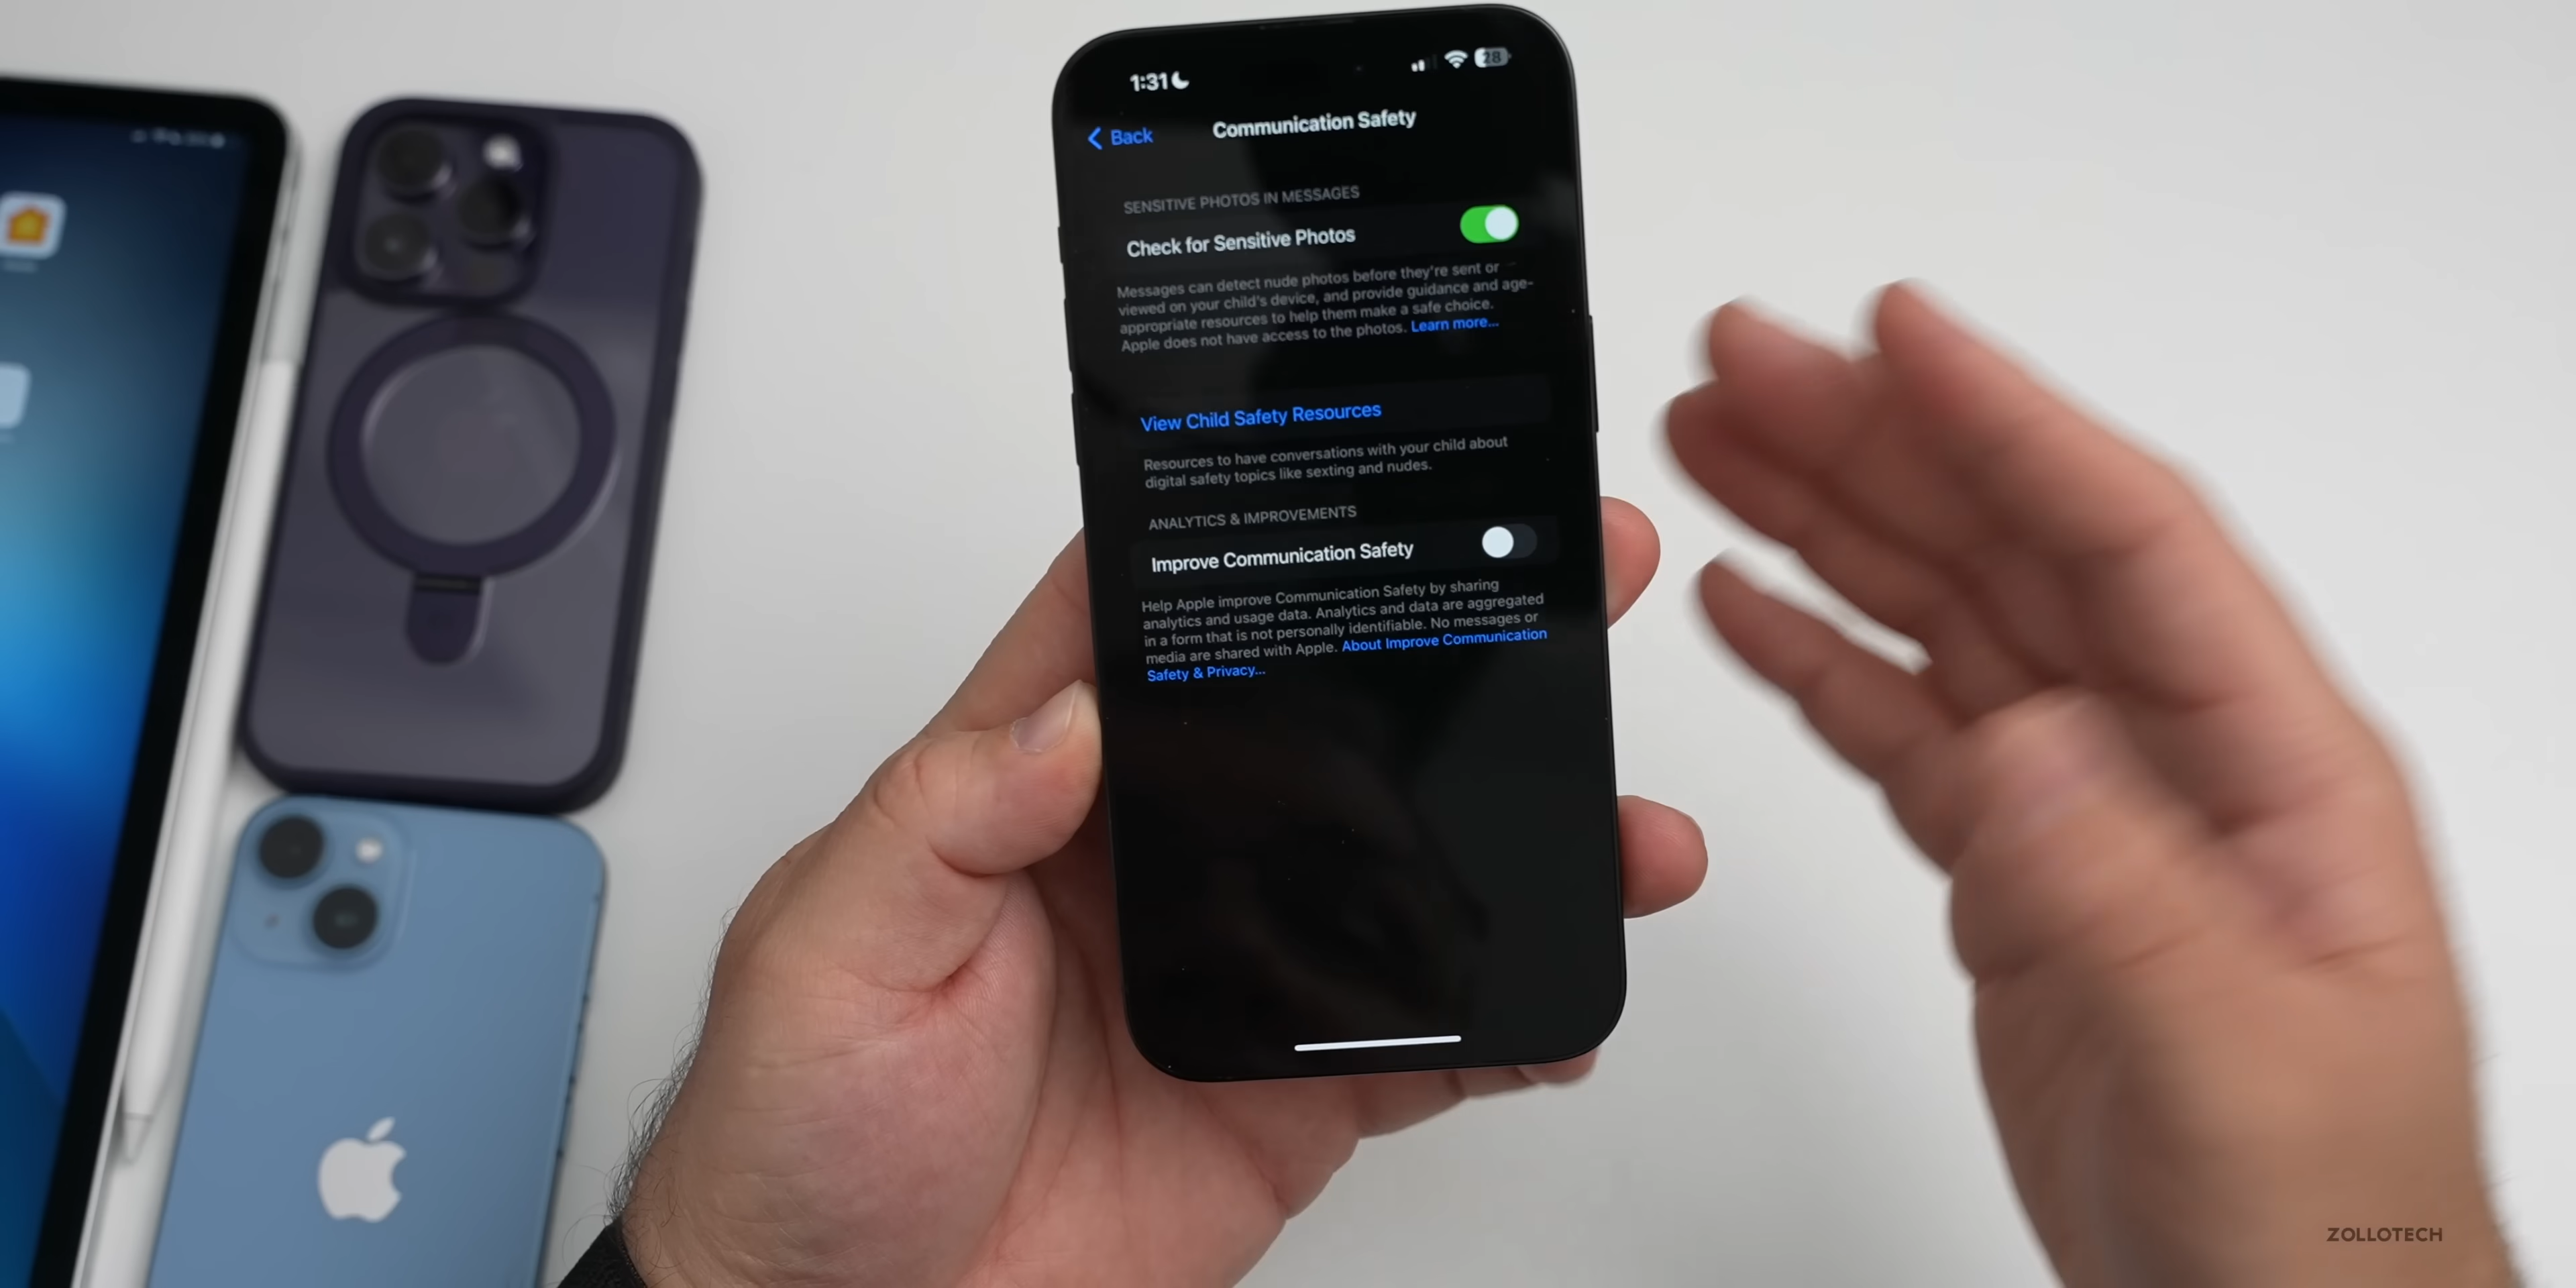 1:31
28
Back
Communication Safety
SENSITIVE PHOTOS IN MESSAGES
Check for Sensitive Photos
Messages can detect nude photos before they're sent or
viewed on your child's device, and provide guidance and age-
appropriate resources to help them make a safe choice.
Apple does not have access to the photos. Learn more...
View Child Safety Resources
Resources to have conversations with your child about
digital safety topics like sexting and nudes.
ANALYTICS & IMPROVEMENTS
Improve Communication Safety
Help Apple improve Communication Safety by sharing
analytics and usage data. Analytics and data are aggregated
in a form that is not personally identifiable. No messages or
media are shared with Apple. About Improve Communication
Safety & Privacy...
ZOLLOTECH